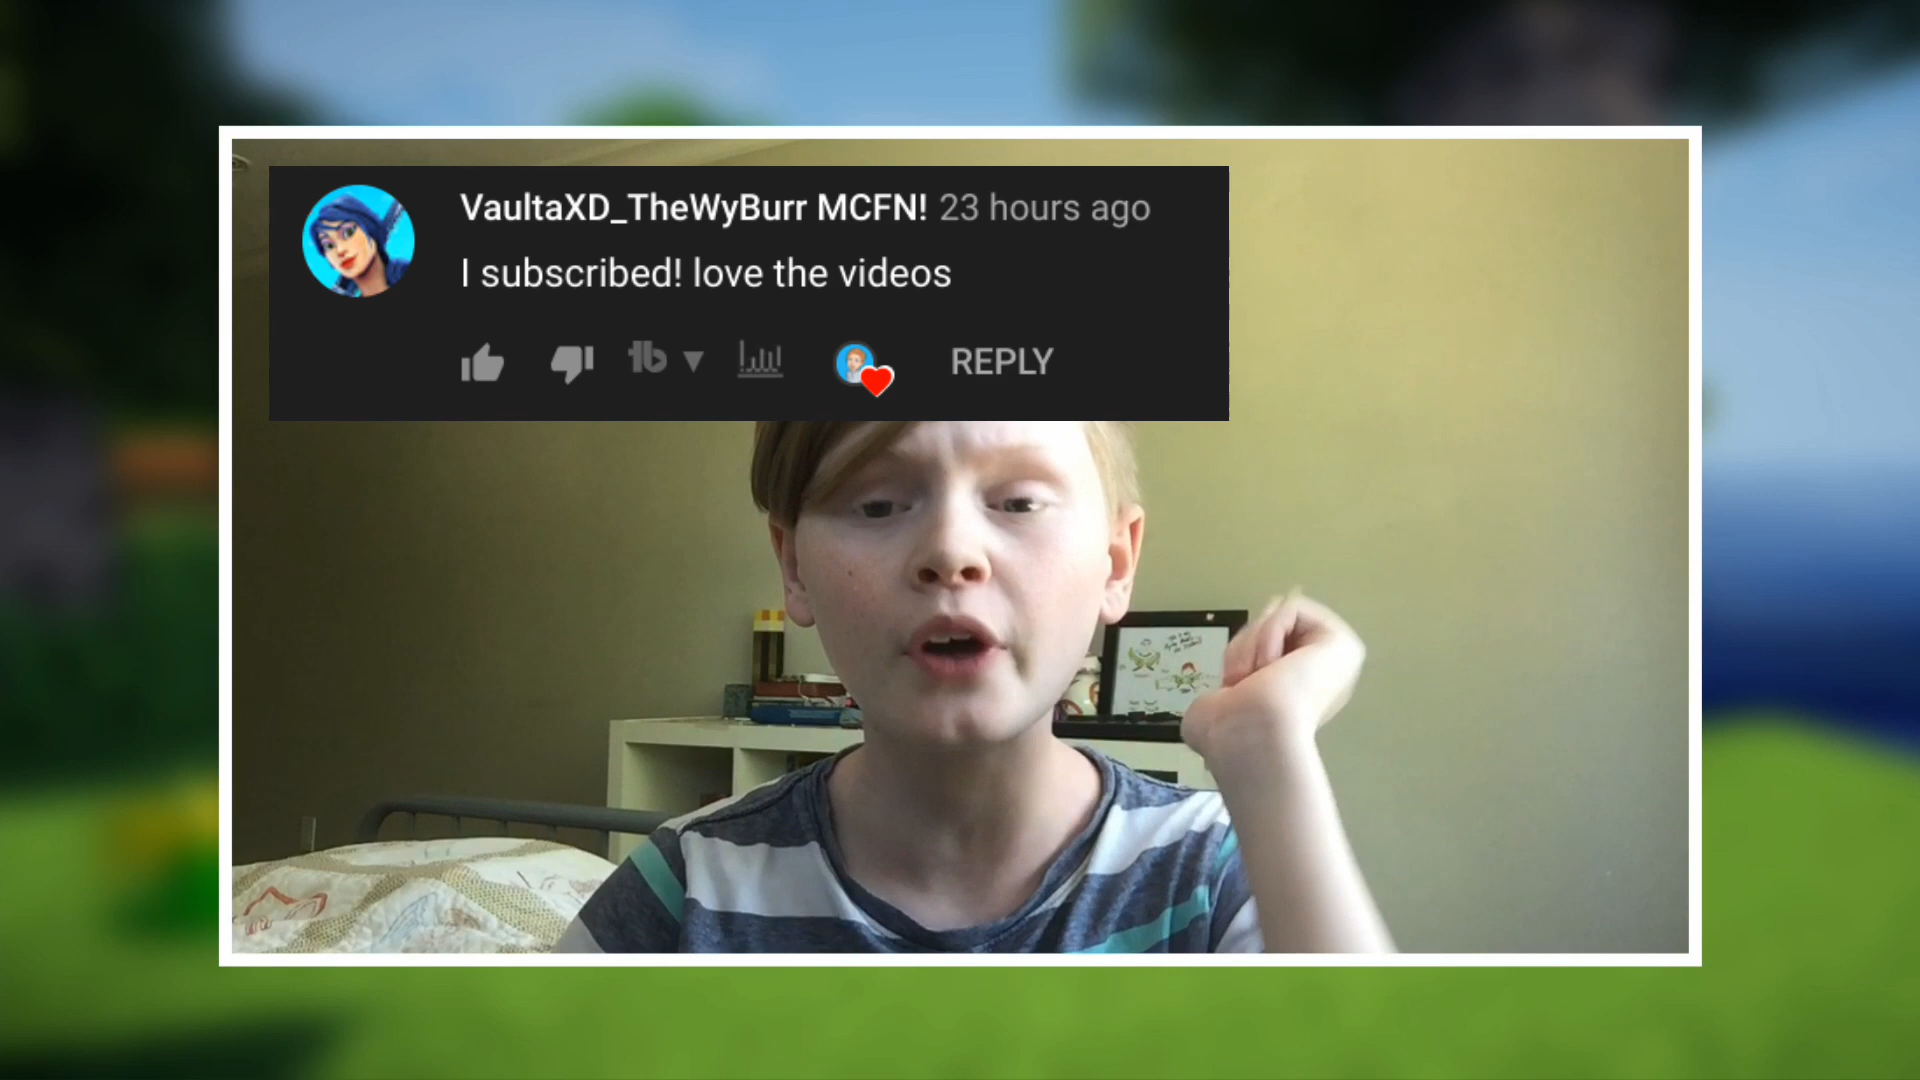 VaultaXD_TheWyBurr MCFN! 23 hours ago
I subscribed! love the videos
REPLY